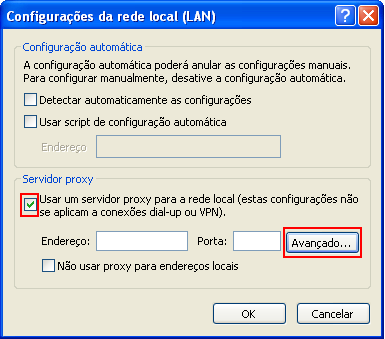 Configurações da rede local (LAN)
Configuração automática
A configuração automática poderá anular as configurações manuais.
Para configurar manualmente, desative a configuração automática.
Detectar automaticamente as configurações
Usar script de configuração automática
Endereço
Servidor proxy
Usar um servidor proxy para a rede local (estas configurações não
se aplicam a conexões dial-up ou VPN).
Endereço: Porta: Avançado...
Não usar proxy para endereços locais
OK Cancelar